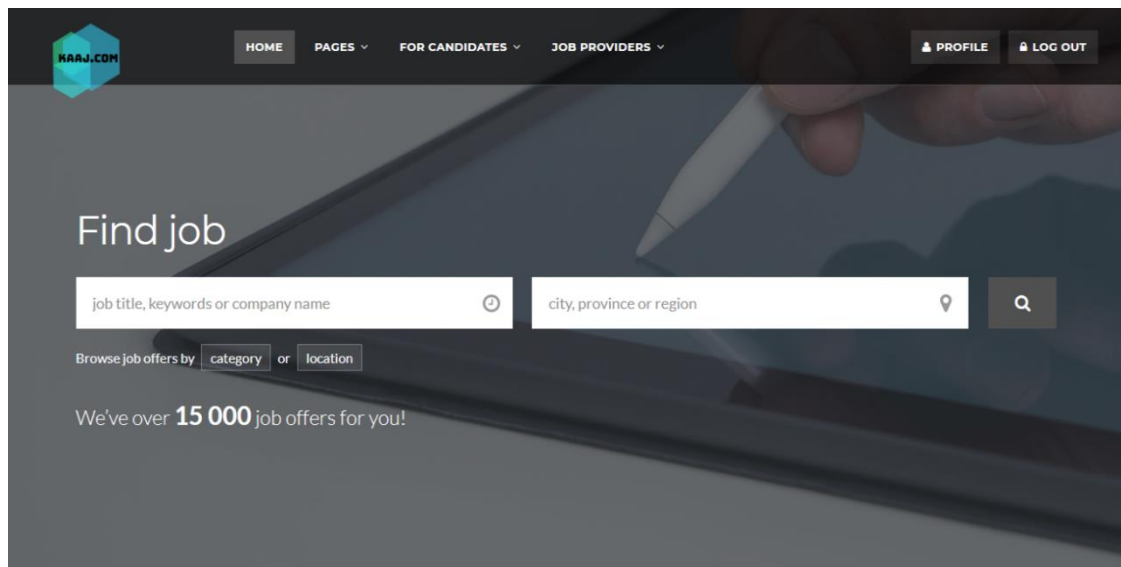 KAAJ.COM
HOME PAGES FOR CANDIDATES JOB PROVIDERS PROFILE LOG OUT
Find job
job title, keywords or company name city, province or region
Browse job offers by category or location
We've over 15 000 job offers for you!